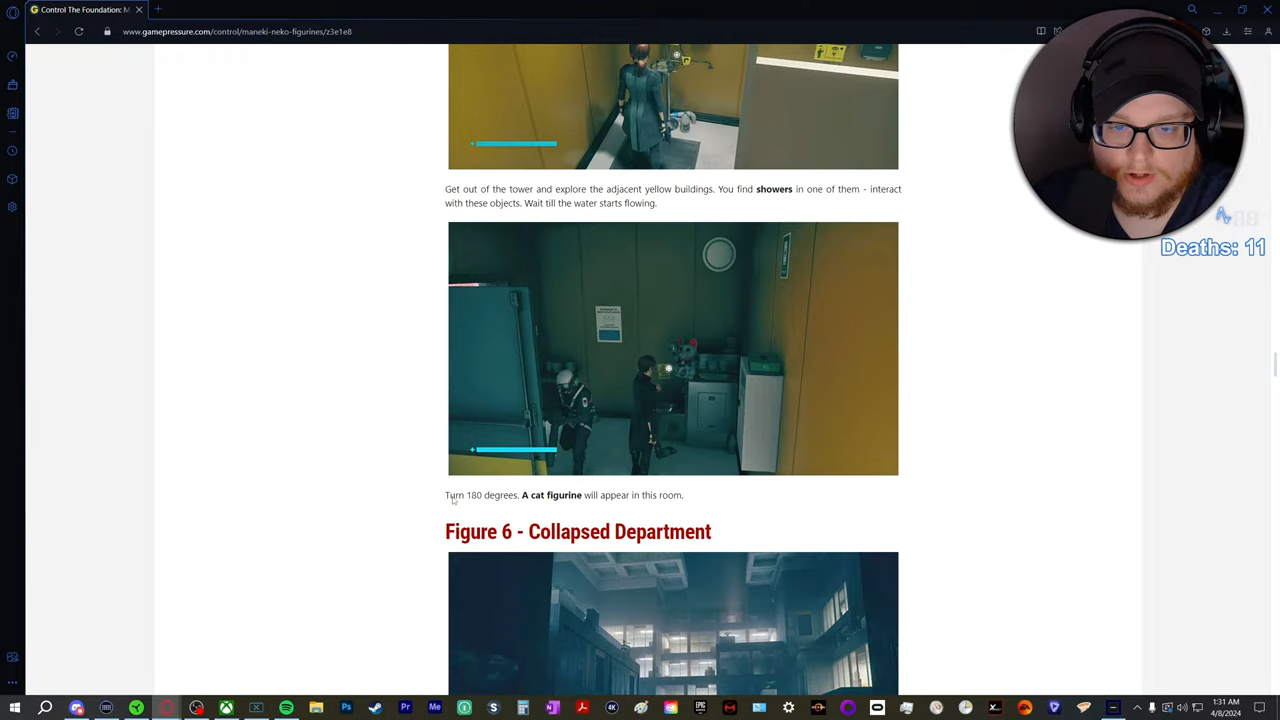 Control The Foundation: M
www.gamepressure.com/control/maneki-neko-figurines/z3e1e8
Get out of the tower and explore the adjacent yellow buildings. You find showers in one of them - interact
with these objects. Wait till the water starts flowing.
Deaths: 11
Turn 180 degrees. A cat figurine will appear in this room.
Figure 6 - Collapsed Department
1:31 AM
4/8/2024